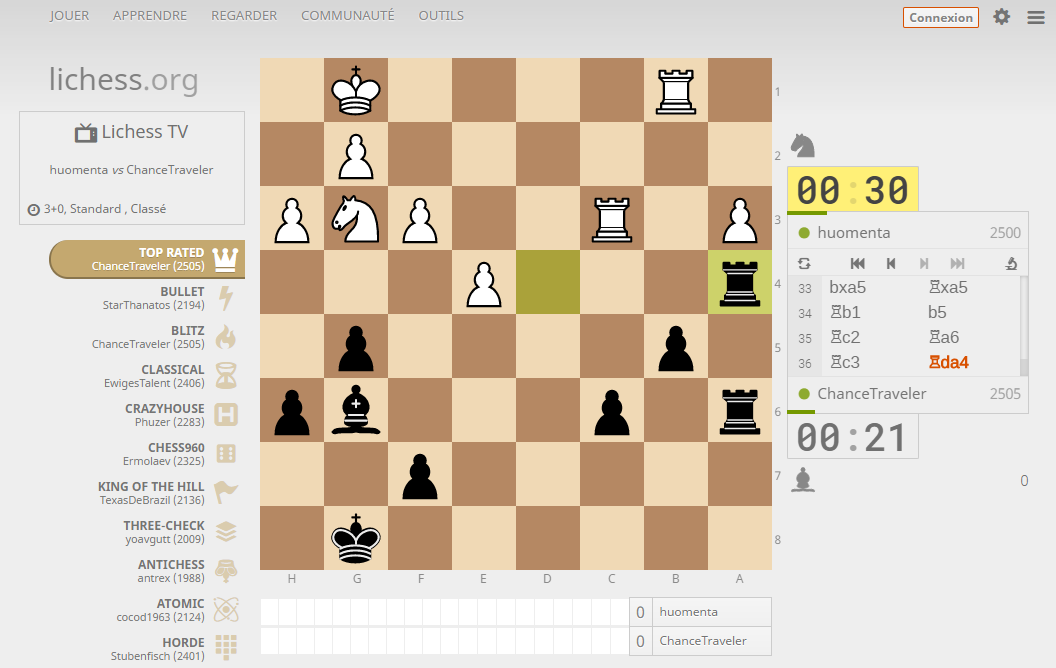 JOUER APPRENDRE REGARDER COMMUNAUTÉ OUTILS Connexion
lichess.org
Lichess TV
huomenta vs ChanceTraveler
3+0, Standard , Classé
TOP RATED
ChanceTraveler (2505)
BULLET
StarThanatos (2194)
BLITZ
ChanceTraveler (2505)
CLASSICAL
EwigesTalent (2406)
CRAZYHOUSE
Phuzer (2283)
CHESS960
Ermolaev (2325)
KING OF THE HILL
TexasDeBrazil (2136)
THREE-CHECK
yoavgutt (2009)
ANTICHESS
antrex (1988)
ATOMIC
cocod1963 (2124)
HORDE
Stubenfisch (2401)
1
2
3
4
5
6
7
8
H G F E D C B A
0 huomenta
0 ChanceTraveler
00:30
huomenta 2500
33 bxa5 ♖xa5
34 ♖b1 b5
35 ♖c2 ♖a6
36 ♖c3 ♖da4
ChanceTraveler 2505
00:21
0